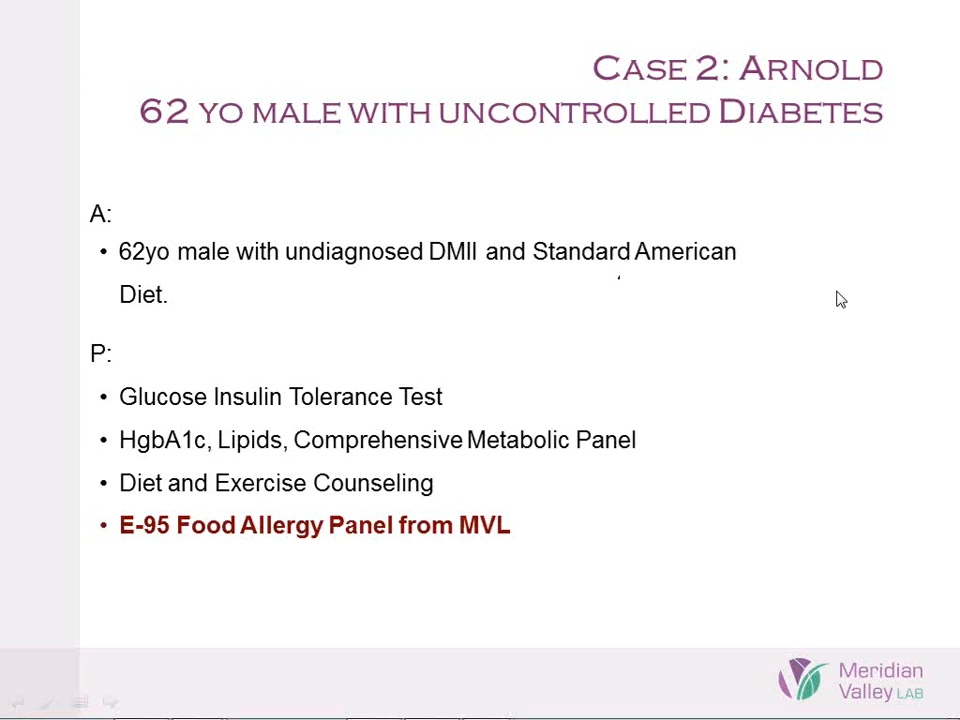 CASE 2: ARNOLD
62 YO MALE WITH UNCONTROLLED DIABETES
A:
• 62yo male with undiagnosed DMII and Standard American
Diet.
P:
• Glucose Insulin Tolerance Test
• HgbA1c, Lipids, Comprehensive Metabolic Panel
• Diet and Exercise Counseling
• E-95 Food Allergy Panel from MVL
Meridian
Valley LAB